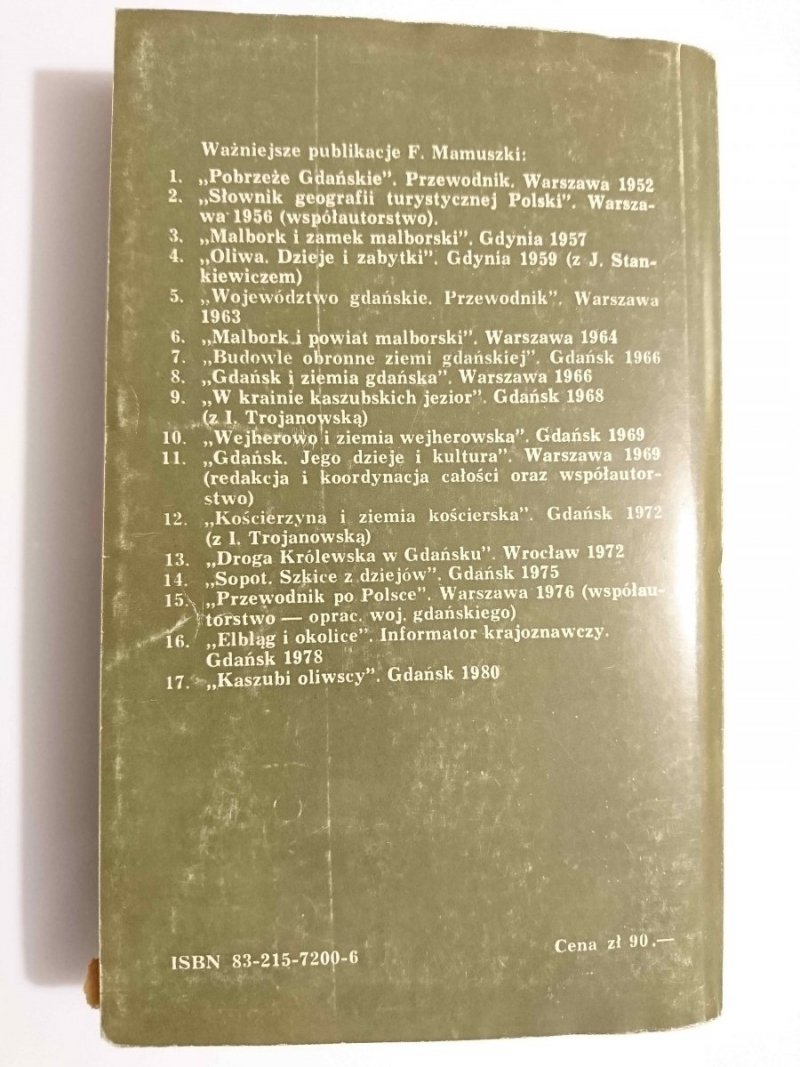 Ważniejsze publikacje F. Mamuszki:
1. „Pobrzeże Gdańskie". Przewodnik. Warszawa 1952
2. „Słownik geografii turystycznej Polski". Warsza-
wa 1956 (współautorstwo).
3. „Malbork i zamek malborski". Gdynia 1957
4. „Oliwa. Dzieje i zabytki". Gdynia 1959 (z J. Stan-
kiewiczem)
5. „Województwo gdańskie. Przewodnik". Warszawa
1963
6. „Malbork i powiat malborski". Warszawa 1964
7. „Budowle obronne ziemi gdańskiej". Gdańsk 1966
8. „Gdańsk i ziemia gdańska". Warszawa 1966
9. „W krainie kaszubskich jezior". Gdańsk 1968
(z I. Trojanowską)
10. „Wejherowo i ziemia wejherowska". Gdańsk 1969
11. „Gdańsk. Jego dzieje i kultura". Warszawa 1969
(redakcja i koordynacja całości oraz współautor-
stwo)
12. „Kościerzyna i ziemia kościerska". Gdańsk 1972
(z I. Trojanowską)
13. „Droga Królewska w Gdańsku". Wrocław 1972
14. „Sopot. Szkice z dziejów". Gdańsk 1975
15. „Przewodnik po Polsce". Warszawa 1976 (współau-
torstwo — oprac. woj. gdańskiego)
16. „Elbląg i okolice". Informator krajoznawczy.
Gdańsk 1978
17. „Kaszubi oliwscy". Gdańsk 1980
ISBN 83-215-7200-6
Cena zł 90.—